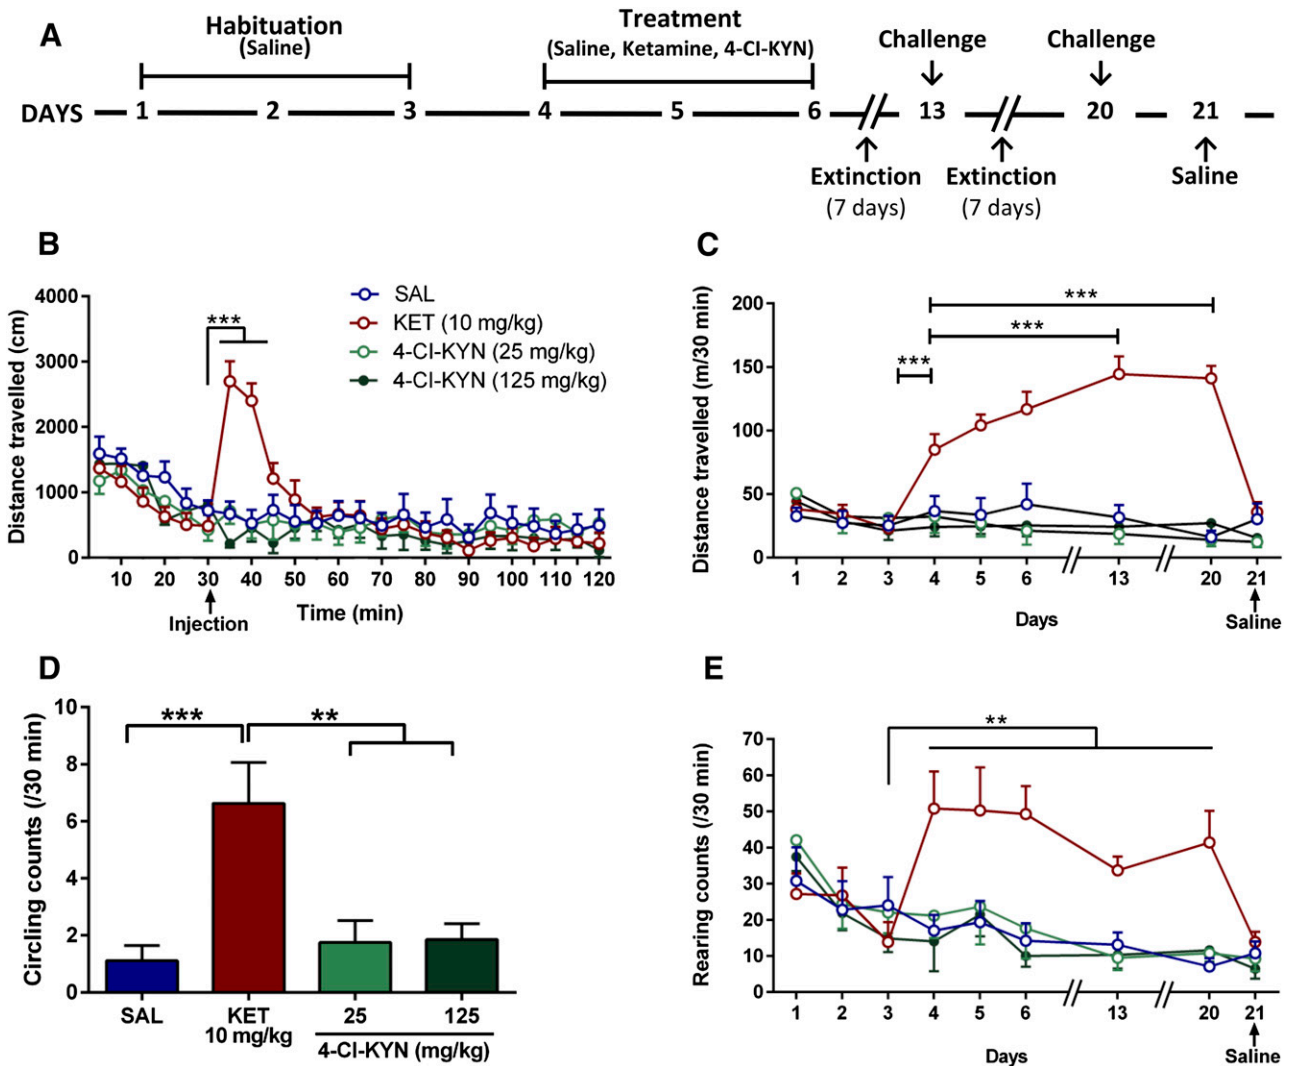 A
Habituation
(Saline)
Treatment
(Saline, Ketamine, 4-Cl-KYN)
Challenge
Challenge
DAYS 1 2 3 4 5 6 13 20 21
Extinction
(7 days)
Extinction
(7 days)
Saline
B
Distance travelled (cm)
4000
3000
2000
1000
0
***
SAL
KET (10 mg/kg)
4-Cl-KYN (25 mg/kg)
4-Cl-KYN (125 mg/kg)
10 20 30 40 50 60 70 80 90 100 110 120
Time (min)
Injection
C
Distance travelled (m/30 min)
200
150
100
50
0
***
***
***
1 2 3 4 5 6 13 20 21
Days
Saline
D
Circling counts (/30 min)
10
8
6
4
2
0
***
**
SAL KET 25 125
10 mg/kg
4-Cl-KYN (mg/kg)
E
Rearing counts (/30 min)
70
60
50
40
30
20
10
0
**
1 2 3 4 5 6 13 20 21
Days
Saline